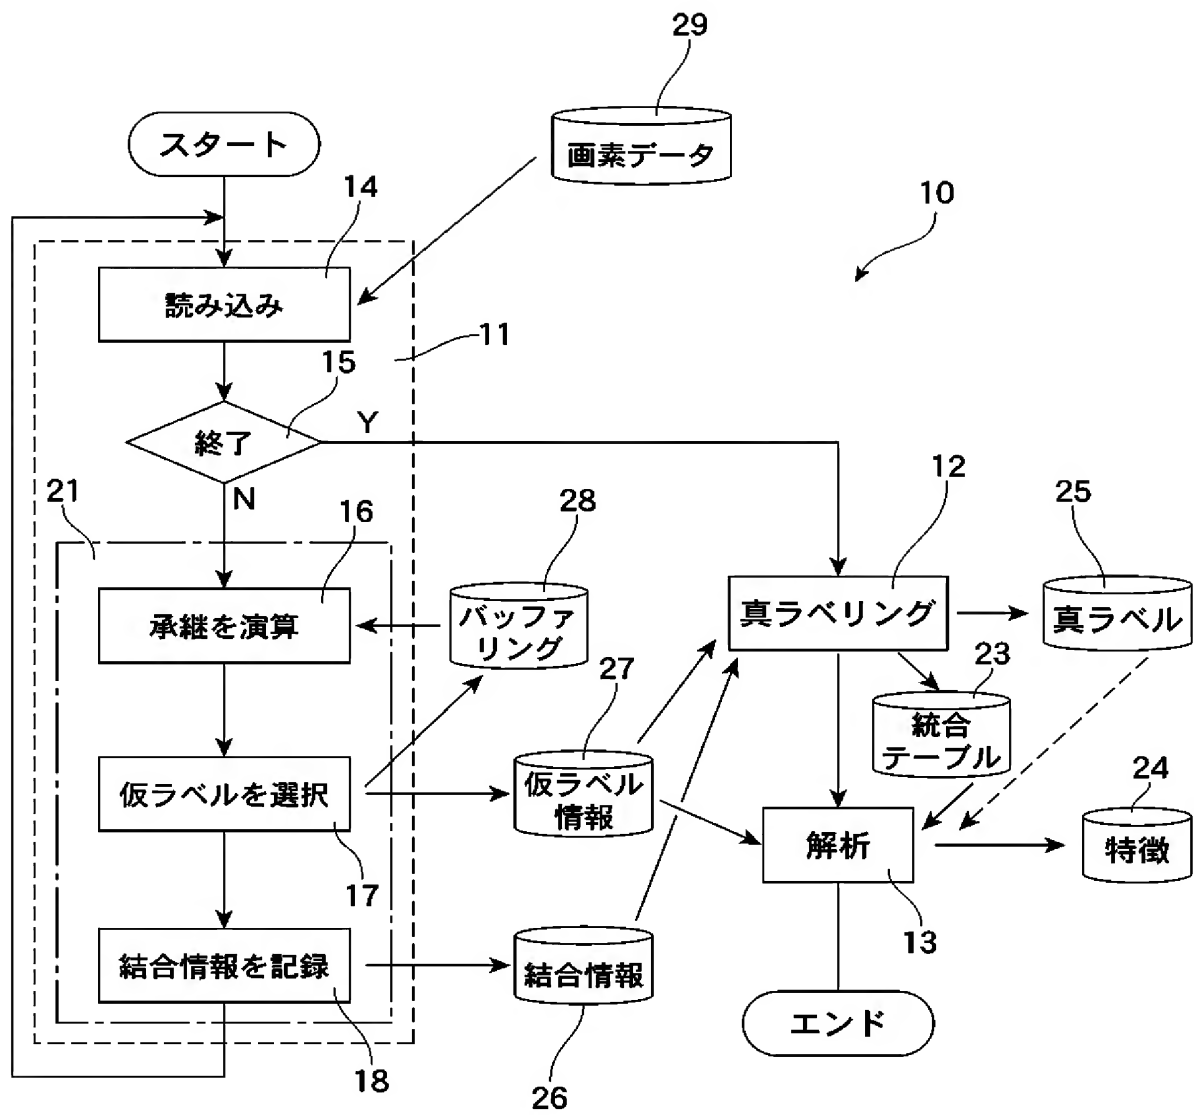 29
スタート
画素データ
14
10
読み込み
11
15
終了
Y
N
21
16
28
12
25
承継を演算
バッファ
リング
真ラベリング
真ラベル
27
23
統合
テーブル
仮ラベルを選択
仮ラベル
情報
24
解析
特徴
17
13
結合情報を記録
結合情報
エンド
18
26